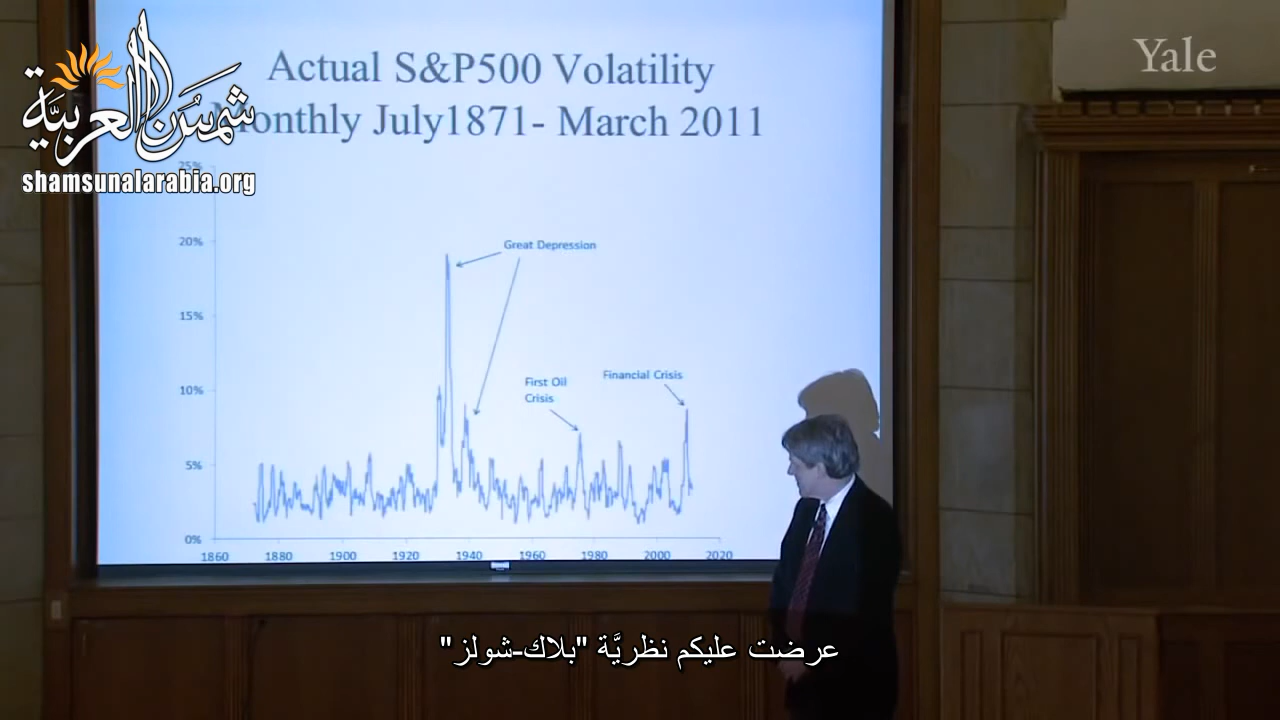 شمس العربية
shamsunalarabia.org
Yale
Actual S&P500 Volatility
Monthly July1871- March 2011
25%
20%
15%
10%
5%
0%
Great Depression
First Oil
Crisis
Financial Crisis
1860 1880 1900 1920 1940 1960 1980 2000 2020
عرضت عليكم نظريَّة "بلاك-شولز"